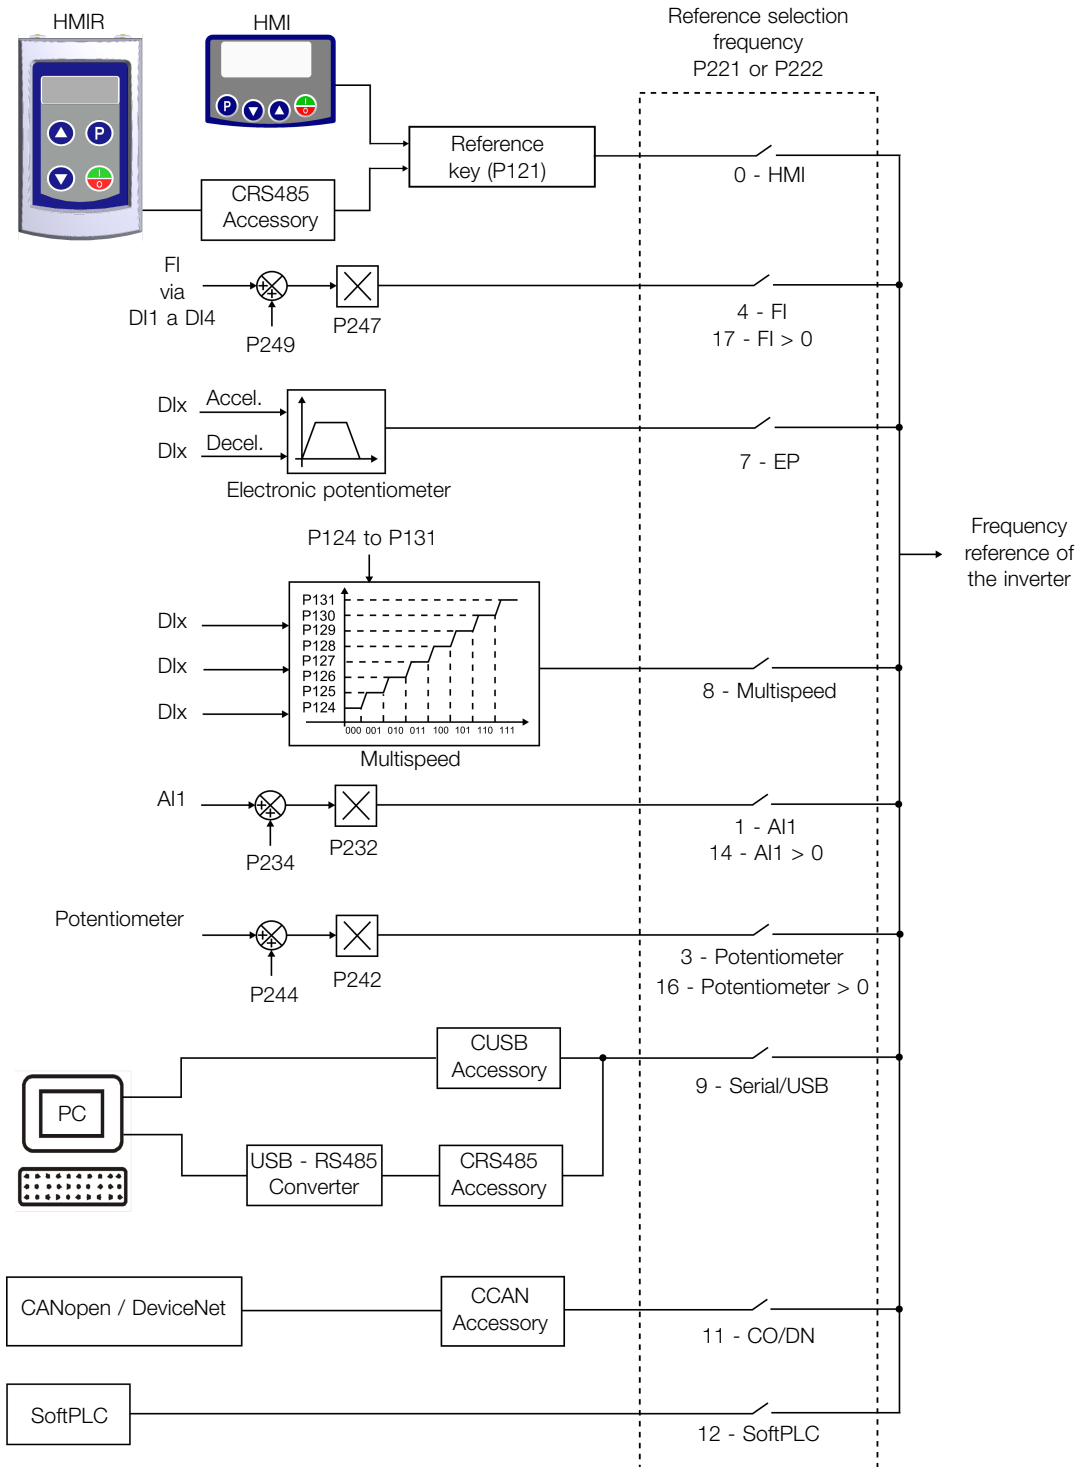 HMIR
HMI
Reference selection
frequency
P221 or P222
P
P
I
O
I
O
Reference
key (P121)
0 - HMI
CRS485
Accessory
FI
via
DI1 a DI4
P249
P247
4 - FI
17 - FI > 0
DIx
Accel.
DIx
Decel.
Electronic potentiometer
7 - EP
P124 to P131
Frequency
reference of
the inverter
P131
P130
P129
P128
P127
P126
P125
P124
000 001 010 011 100 101 110 111
DIx
DIx
DIx
Multispeed
8 - Multispeed
AI1
P234
P232
1 - AI1
14 - AI1 > 0
Potentiometer
P244
P242
3 - Potentiometer
16 - Potentiometer > 0
CUSB
Accessory
9 - Serial/USB
PC
USB - RS485
Converter
CRS485
Accessory
CANopen / DeviceNet
CCAN
Accessory
11 - CO/DN
SoftPLC
12 - SoftPLC